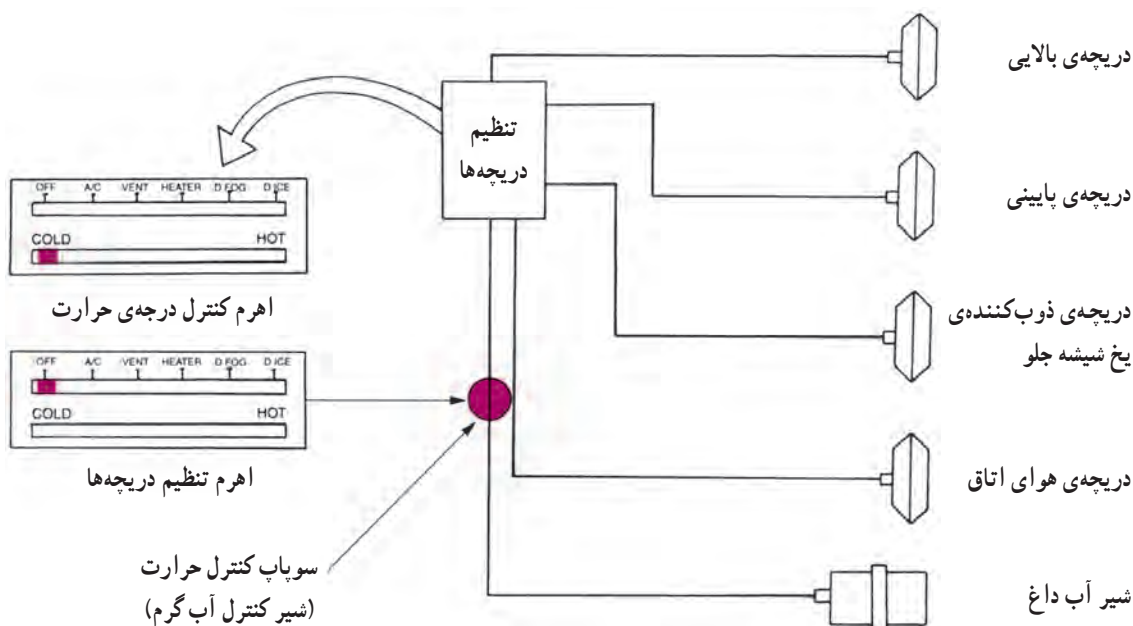 دریچه‌ی بالایی
تنظیم
دریچه‌ها
دریچه‌ی پایینی
OFF A/C VENT HEATER D.FOG D.ICE
COLD HOT
اهرم کنترل درجه‌ی حرارت
دریچه‌ی ذوب‌کننده‌ی
یخ شیشه جلو
OFF A/C VENT HEATER D.FOG D.ICE
COLD HOT
اهرم تنظیم دریچه‌ها
دریچه‌ی هوای اتاق
سوپاپ کنترل حرارت
(شیر کنترل آب گرم)
شیر آب داغ